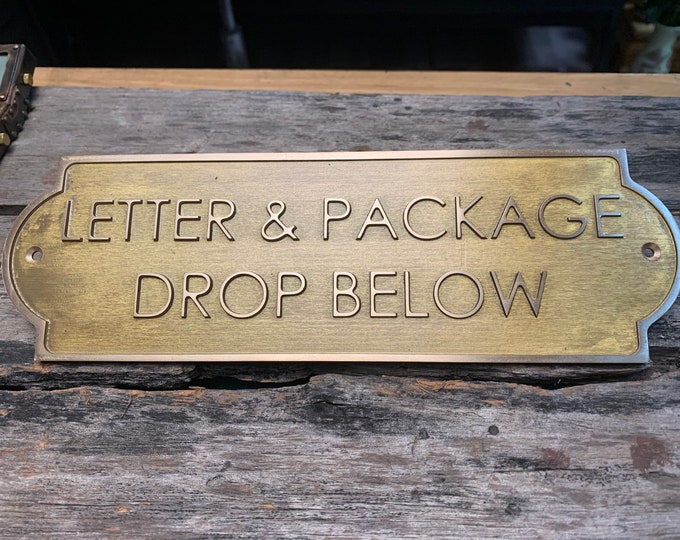 LETTER & PACKAGE
DROP BELOW